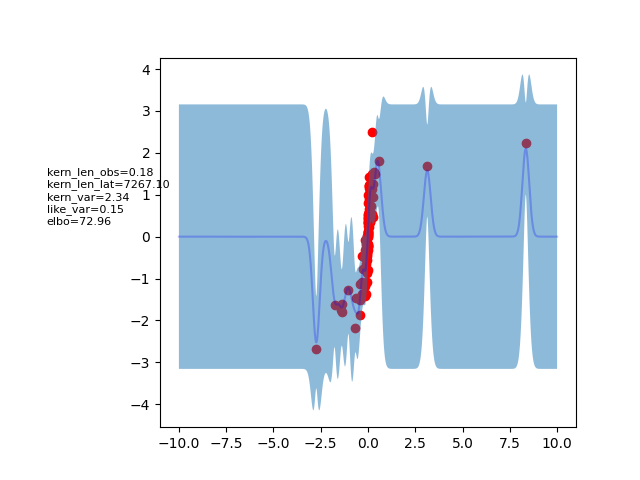 4
3
2
1
0
−1
−2
−3
−4
kern_len_obs=0.18
kern_len_lat=7267.10
kern_var=2.34
like_var=0.15
elbo=72.96
−10.0 −7.5 −5.0 −2.5 0.0 2.5 5.0 7.5 10.0